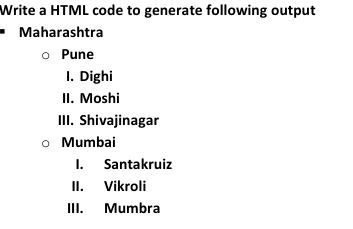 Write a HTML code to generate following output
▪ Maharashtra
o Pune
I. Dighi
II. Moshi
III. Shivajinagar
o Mumbai
I. Santakruiz
II. Vikroli
III. Mumbra